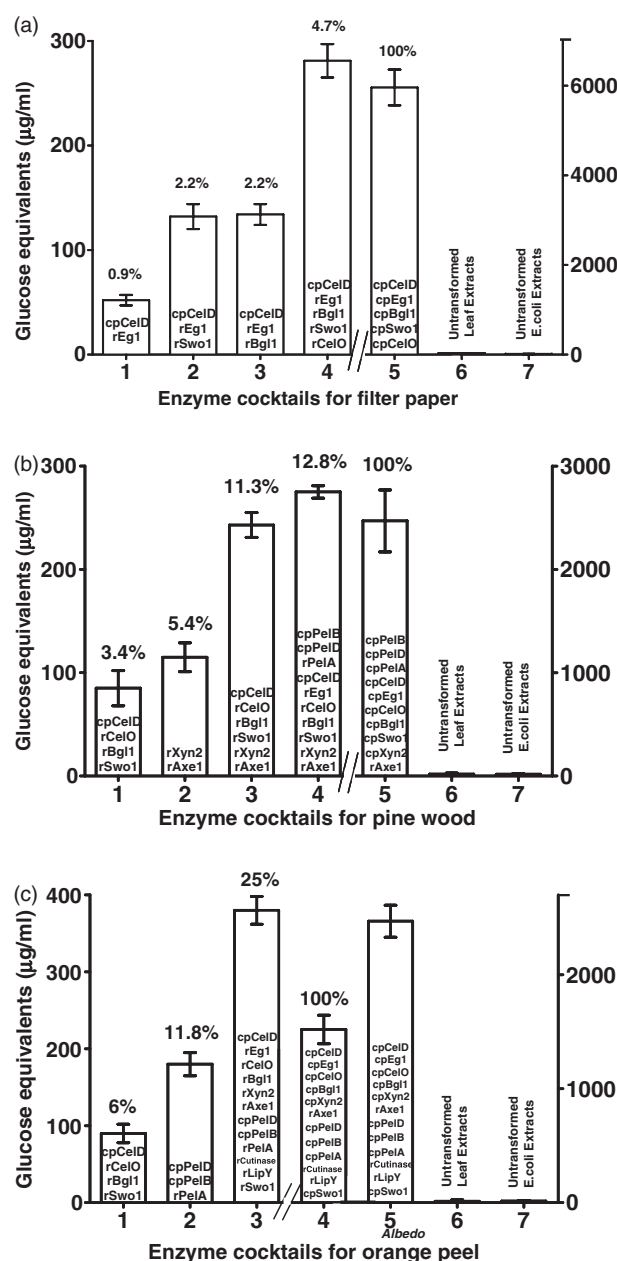 (a)
Glucose equivalents (µg/ml)
300
200
100
0
6000
4000
2000
0
0.9%
2.2%
2.2%
4.7%
100%
cpCelD
rEg1
cpCelD
rEg1
rSwo1
cpCelD
rEg1
rBgl1
cpCelD
rEg1
rBgl1
rSwo1
rCelO
cpCelD
cpEg1
cpBgl1
cpSwo1
cpCelO
Untransformed
Leaf Extracts
Untransformed
E.coli Extracts
1 2 3 4 5 6 7
Enzyme cocktails for filter paper
(b)
Glucose equivalents (µg/ml)
300
200
100
0
3000
2000
1000
0
3.4%
5.4%
11.3%
12.8%
100%
cpCelD
rCelO
rBgl1
rSwo1
rXyn2
rAxe1
cpCelD
rCelO
rBgl1
rSwo1
rXyn2
rAxe1
cpPelB
cpPelD
rPelA
cpCelD
rEg1
rCelO
rBgl1
rSwo1
rXyn2
rAxe1
cpPelB
cpPelD
cpPelA
cpCelD
cpEg1
cpCelO
cpBgl1
cpSwo1
cpXyn2
rAxe1
Untransformed
Leaf Extracts
Untransformed
E.coli Extracts
1 2 3 4 5 6 7
Enzyme cocktails for pine wood
(c)
Glucose equivalents (µg/ml)
400
300
200
100
0
2000
1000
0
6%
11.8%
25%
100%
cpCelD
rCelO
rBgl1
rSwo1
cpPelD
cpPelB
rPelA
cpCelD
rEg1
rCelO
rBgl1
rXyn2
rAxe1
cpPelD
cpPelB
rPelA
rCutinase
rLipY
rSwo1
cpCelD
cpEg1
cpCelO
cpBgl1
cpXyn2
rAxe1
cpPelD
cpPelB
cpPelA
rCutinase
rLipY
cpSwo1
cpCelD
cpEg1
cpCelO
cpBgl1
cpXyn2
rAxe1
cpPelD
cpPelB
cpPelA
rCutinase
rLipY
cpSwo1
Untransformed
Leaf Extracts
Untransformed
E.coli Extracts
1 2 3 4 5 6 7
Albedo
Enzyme cocktails for orange peel